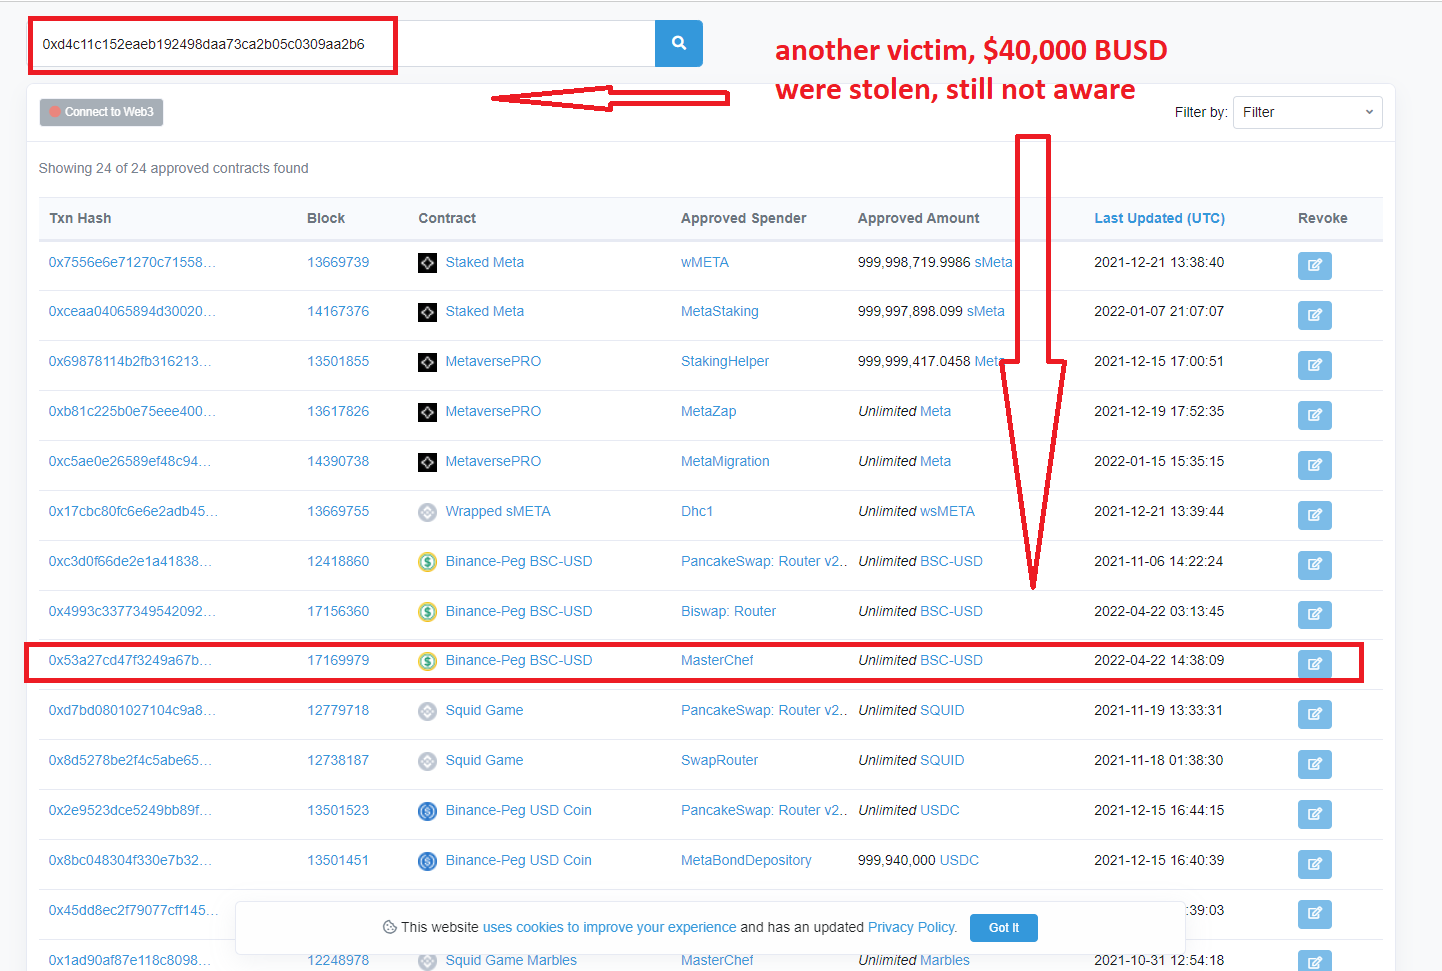 0xd4c11c152eaeb192498daa73ca2b05c0309aa2b6
another victim, $40,000 BUSD
were stolen, still not aware
Connect to Web3
Filter by: Filter
Showing 24 of 24 approved contracts found
Txn Hash Block Contract Approved Spender Approved Amount Last Updated (UTC) Revoke
0x7556e6e71270c71558... 13669739 Staked Meta wMETA 999,998,719.9986 sMeta 2021-12-21 13:38:40
0xceaa04065894d30020... 14167376 Staked Meta MetaStaking 999,997,898.099 sMeta 2022-01-07 21:07:07
0x69878114b2fb316213... 13501855 MetaversePRO StakingHelper 999,999,417.0458 Meta 2021-12-15 17:00:51
0xb81c225b0e75eee400... 13617826 MetaversePRO MetaZap Unlimited Meta 2021-12-19 17:52:35
0xc5ae0e26589ef48c94... 14390738 MetaversePRO MetaMigration Unlimited Meta 2022-01-15 15:35:15
0x17cbc80fc6e6e2adb45... 13669755 Wrapped sMETA Dhc1 Unlimited wsMETA 2021-12-21 13:39:44
0xc3d0f66de2e1a41838... 12418860 Binance-Peg BSC-USD PancakeSwap: Router v2.. Unlimited BSC-USD 2021-11-06 14:22:24
0x4993c3377349542092... 17156360 Binance-Peg BSC-USD Biswap: Router Unlimited BSC-USD 2022-04-22 03:13:45
0x53a27cd47f3249a67b... 17169979 Binance-Peg BSC-USD MasterChef Unlimited BSC-USD 2022-04-22 14:38:09
0xd7bd0801027104c9a8... 12779718 Squid Game PancakeSwap: Router v2.. Unlimited SQUID 2021-11-19 13:33:31
0x8d5278be2f4c5abe65... 12738187 Squid Game SwapRouter Unlimited SQUID 2021-11-18 01:38:30
0x2e9523dce5249bb89f... 13501523 Binance-Peg USD Coin PancakeSwap: Router v2.. Unlimited USDC 2021-12-15 16:44:15
0x8bc048304f330e7b32... 13501451 Binance-Peg USD Coin MetaBondDepository 999,940,000 USDC 2021-12-15 16:40:39
0x45dd8ec2f79077cff145... :39:03
This website uses cookies to improve your experience and has an updated Privacy Policy. Got It
0x1ad90af87e118c8098... 12248978 Squid Game Marbles MasterChef Unlimited Marbles 2021-10-31 12:54:18